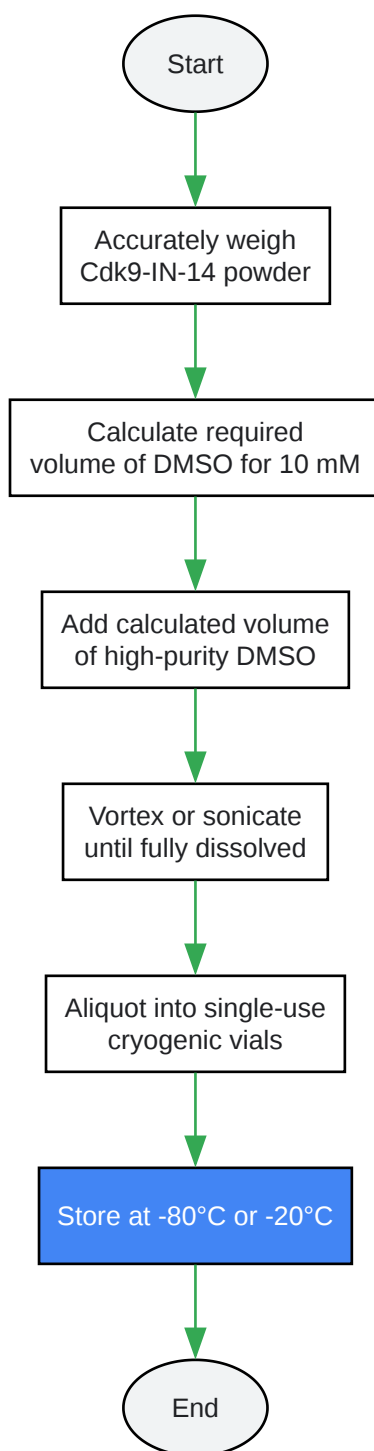 Start
Accurately weigh
Cdk9-IN-14 powder
Calculate required
volume of DMSO for 10 mM
Add calculated volume
of high-purity DMSO
Vortex or sonicate
until fully dissolved
Aliquot into single-use
cryogenic vials
Store at -80°C or -20°C
End